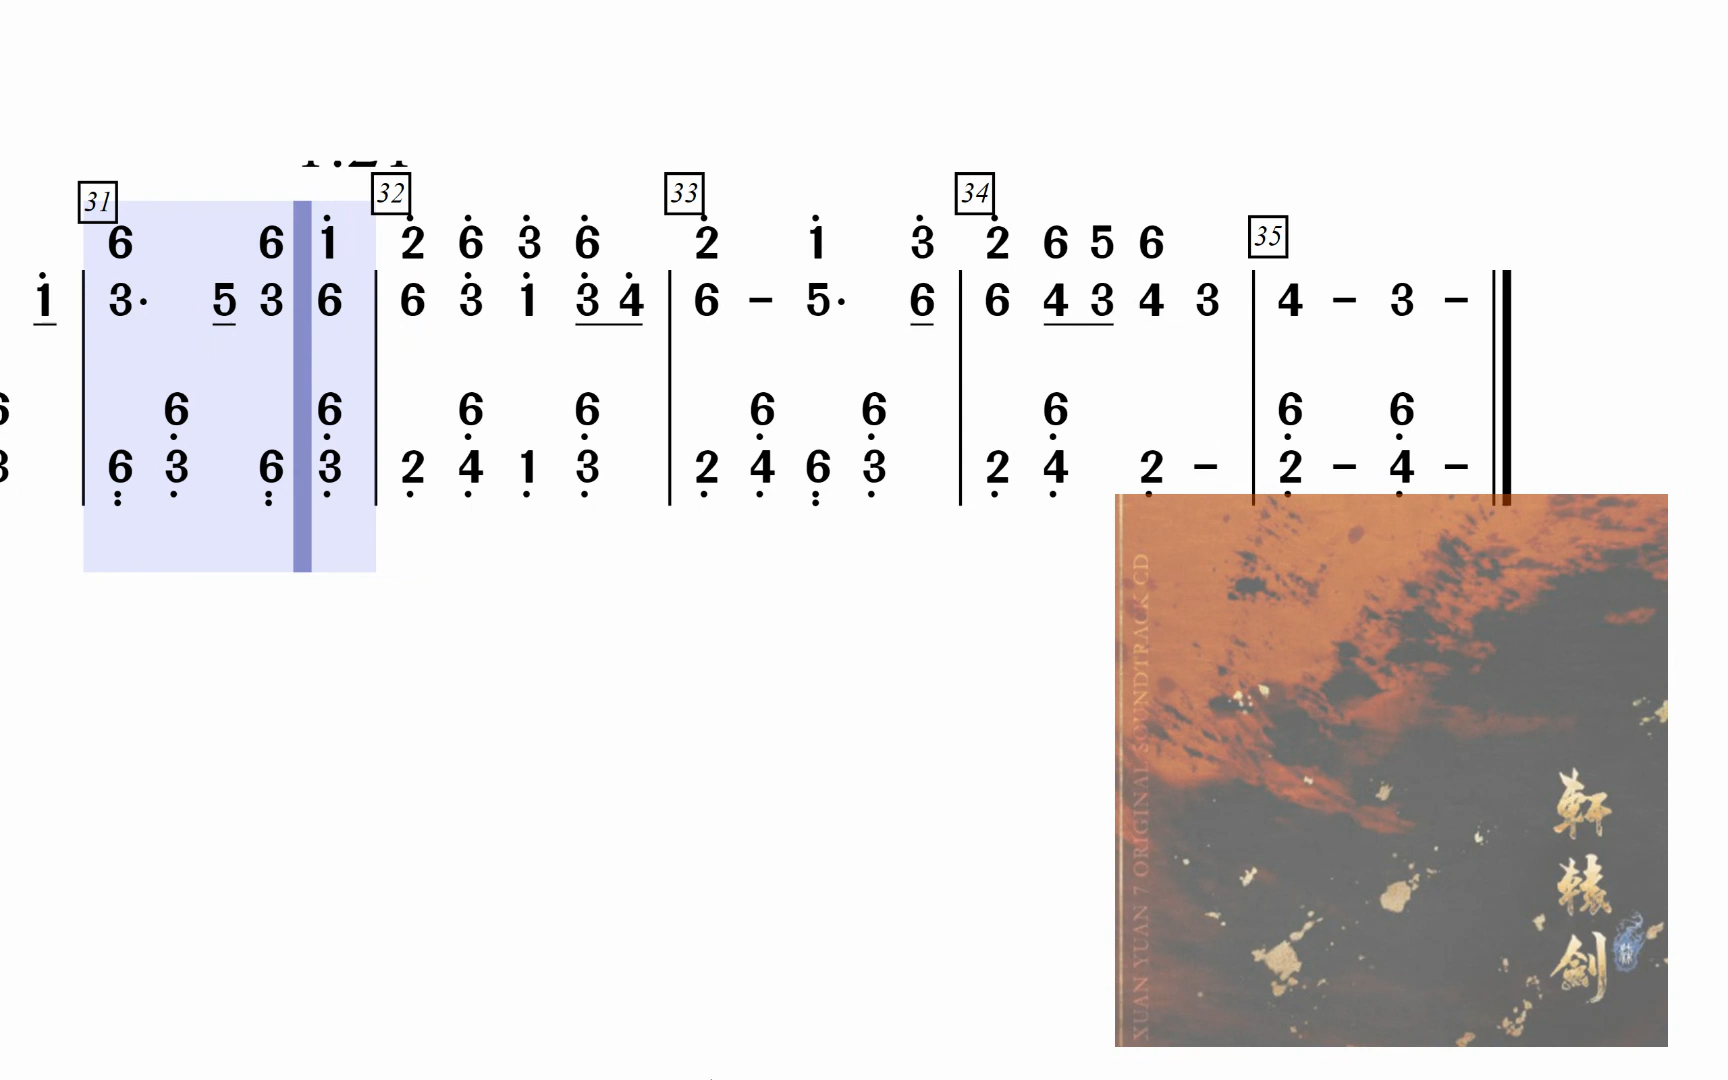 31 32 33 34 35
6 6 1 2 6 3 6 2 1 3 2 6 5 6
1 3· 5 3 6 6 3 1 3 4 6 – 5· 6 6 4 3 4 3 4 – 3 –
6 6 6 6 6 6 6 6 6
3 6 3 6 3 2 4 1 3 2 4 6 3 2 4 2 – 2 – 4 –
XUAN YUAN 7 ORIGINAL SOUNDTRACK CD
軒
轅
劍
柒